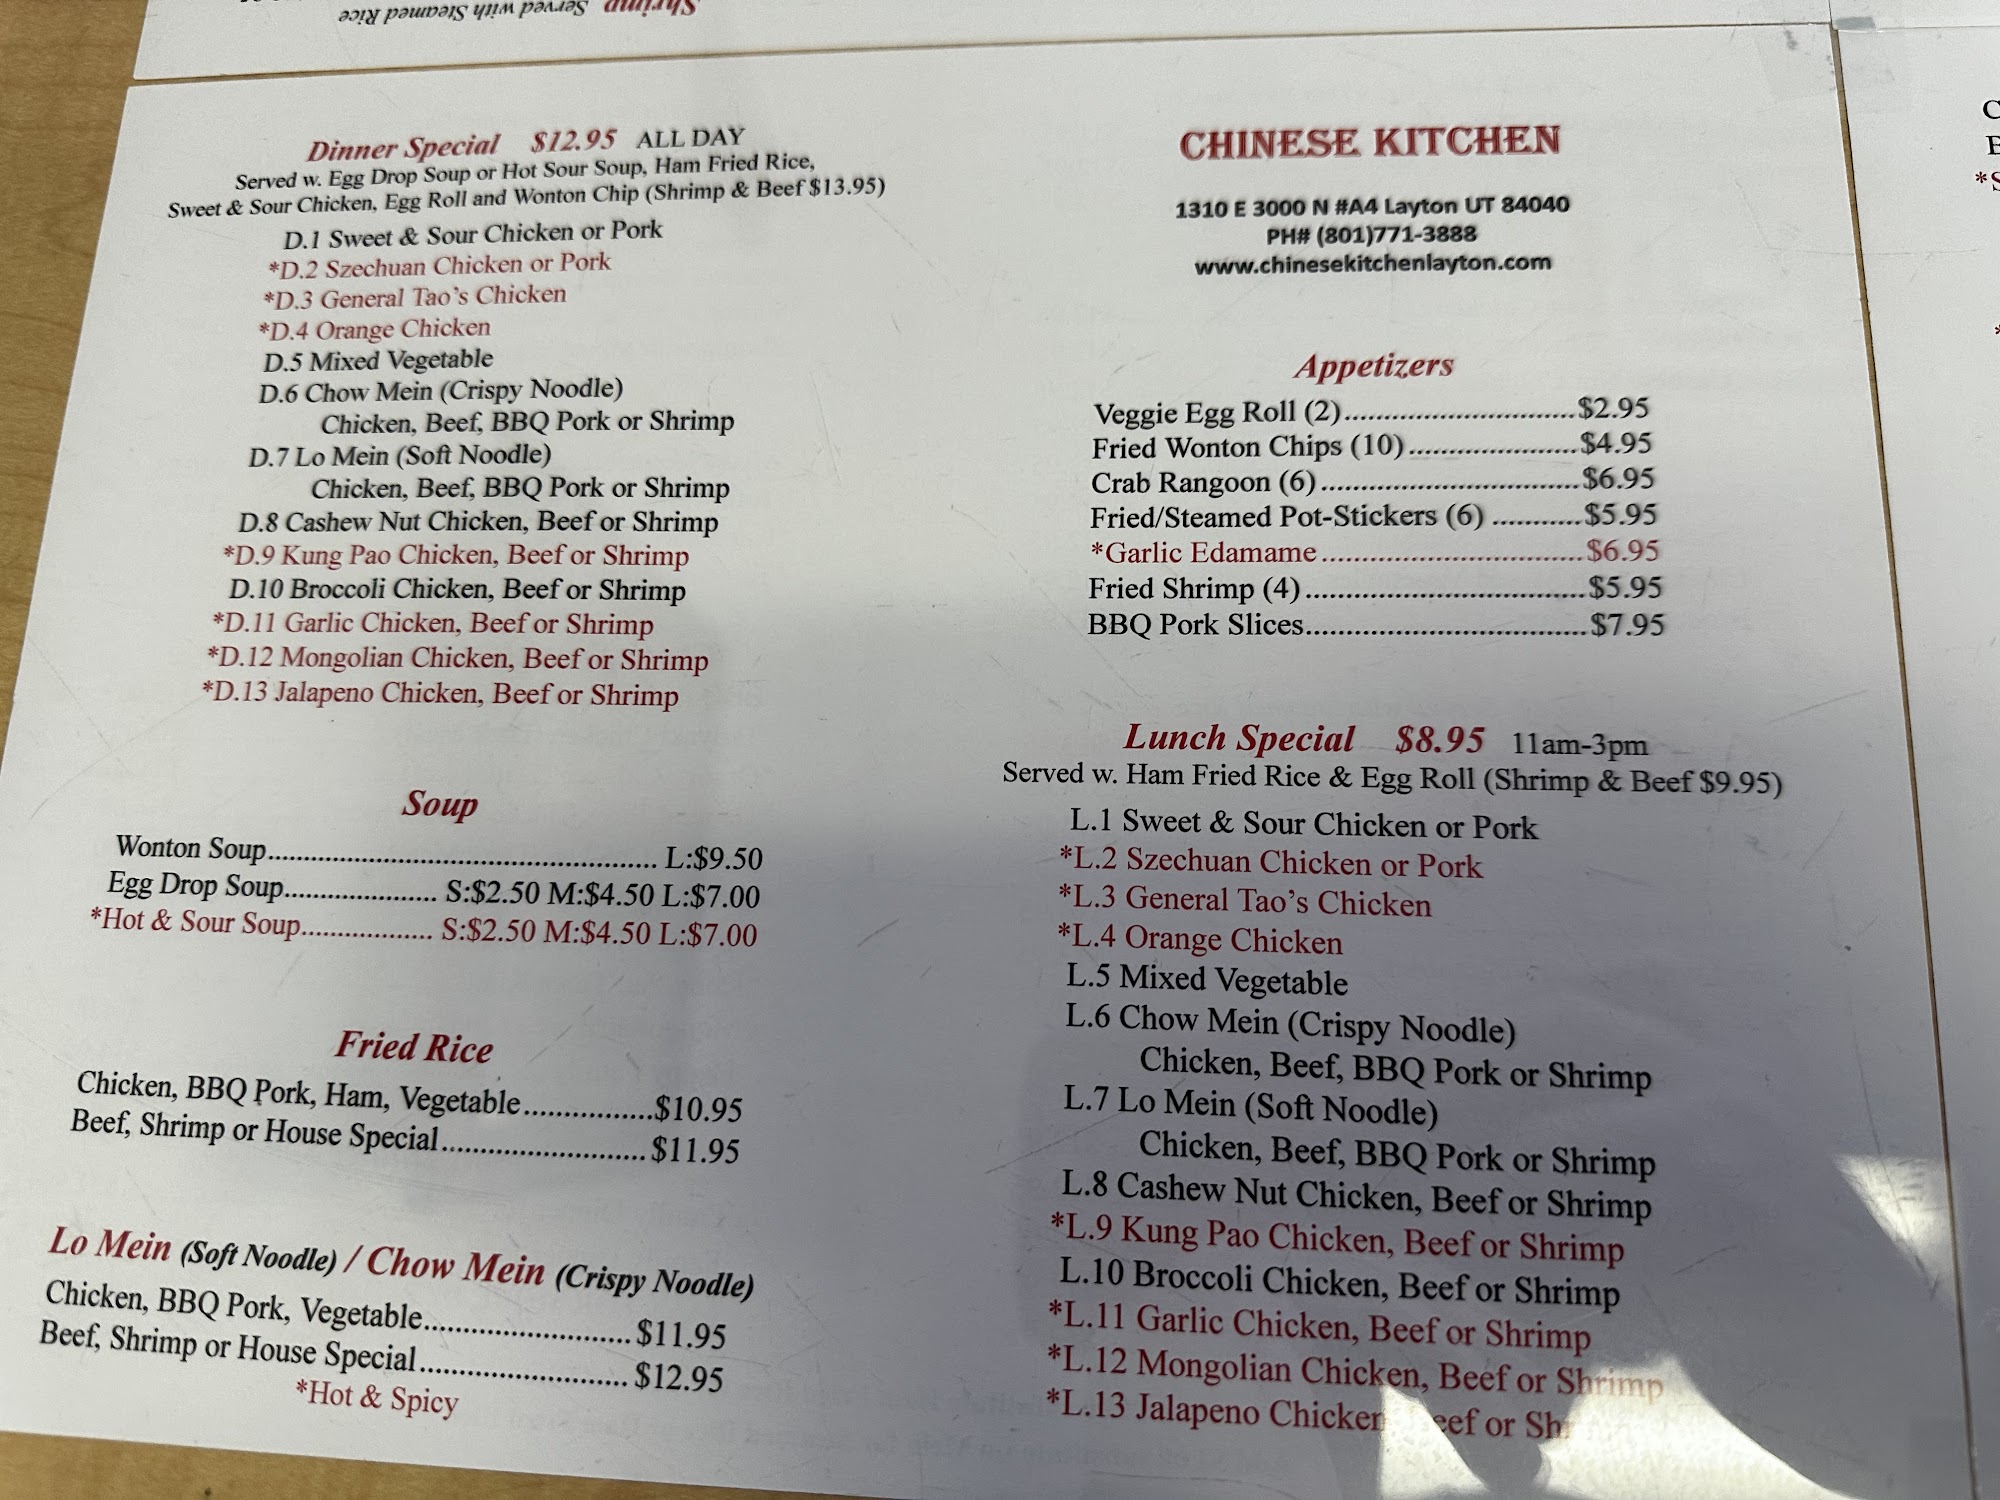 Shrimp Served with Steamed Rice
Dinner Special $12.95 ALL DAY
Served w. Egg Drop Soup or Hot Sour Soup, Ham Fried Rice,
Sweet & Sour Chicken, Egg Roll and Wonton Chip (Shrimp & Beef $13.95)
D.1 Sweet & Sour Chicken or Pork
*D.2 Szechuan Chicken or Pork
*D.3 General Tao's Chicken
*D.4 Orange Chicken
D.5 Mixed Vegetable
D.6 Chow Mein (Crispy Noodle)
Chicken, Beef, BBQ Pork or Shrimp
D.7 Lo Mein (Soft Noodle)
Chicken, Beef, BBQ Pork or Shrimp
D.8 Cashew Nut Chicken, Beef or Shrimp
*D.9 Kung Pao Chicken, Beef or Shrimp
D.10 Broccoli Chicken, Beef or Shrimp
*D.11 Garlic Chicken, Beef or Shrimp
*D.12 Mongolian Chicken, Beef or Shrimp
*D.13 Jalapeno Chicken, Beef or Shrimp
Soup
Wonton Soup.......... L:$9.50
Egg Drop Soup.......... S:$2.50 M:$4.50 L:$7.00
*Hot & Sour Soup.......... S:$2.50 M:$4.50 L:$7.00
Fried Rice
Chicken, BBQ Pork, Ham, Vegetable..........$10.95
Beef, Shrimp or House Special..........$11.95
Lo Mein (Soft Noodle) / Chow Mein (Crispy Noodle)
Chicken, BBQ Pork, Vegetable..........$11.95
Beef, Shrimp or House Special..........$12.95
*Hot & Spicy
CHINESE KITCHEN
1310 E 3000 N #A4 Layton UT 84040
PH# (801)771-3888
www.chinesekitchenlayton.com
Appetizers
Veggie Egg Roll (2)..........$2.95
Fried Wonton Chips (10)..........$4.95
Crab Rangoon (6)..........$6.95
Fried/Steamed Pot-Stickers (6)..........$5.95
*Garlic Edamame..........$6.95
Fried Shrimp (4)..........$5.95
BBQ Pork Slices..........$7.95
Lunch Special $8.95 11am-3pm
Served w. Ham Fried Rice & Egg Roll (Shrimp & Beef $9.95)
L.1 Sweet & Sour Chicken or Pork
*L.2 Szechuan Chicken or Pork
*L.3 General Tao's Chicken
*L.4 Orange Chicken
L.5 Mixed Vegetable
L.6 Chow Mein (Crispy Noodle)
Chicken, Beef, BBQ Pork or Shrimp
L.7 Lo Mein (Soft Noodle)
Chicken, Beef, BBQ Pork or Shrimp
L.8 Cashew Nut Chicken, Beef or Shrimp
*L.9 Kung Pao Chicken, Beef or Shrimp
L.10 Broccoli Chicken, Beef or Shrimp
*L.11 Garlic Chicken, Beef or Shrimp
*L.12 Mongolian Chicken, Beef or Shrimp
*L.13 Jalapeno Chicken eef or Sh